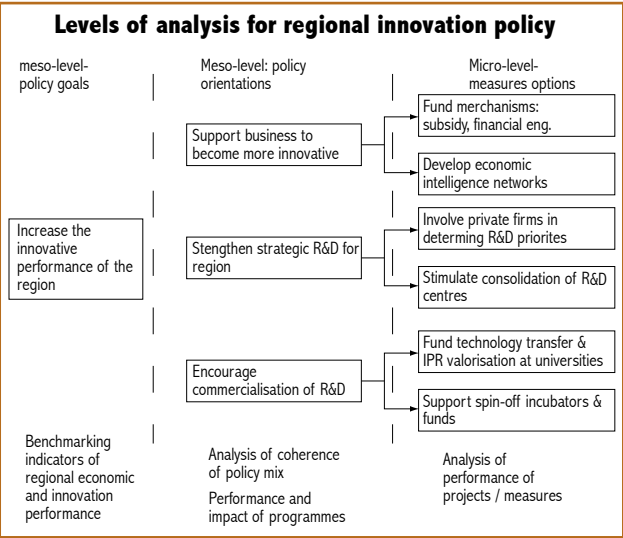 Levels of analysis for regional innovation policy
meso-level-
policy goals
Meso-level: policy
orientations
Micro-level-
measures options
Increase the
innovative
performance of the
region
Support business to
become more innovative
Stengthen strategic R&D for
region
Encourage
commercialisation of R&D
Fund merchanisms:
subsidy, financial eng.
Develop economic
intelligence networks
Involve private firms in
determing R&D priorites
Stimulate consolidation of R&D
centres
Fund technology transfer &
IPR valorisation at universities
Support spin-off incubators &
funds
Benchmarking
indicators of
regional economic
and innovation
performance
Analysis of coherence
of policy mix
Performance and
impact of programmes
Analysis of
performance of
projects / measures